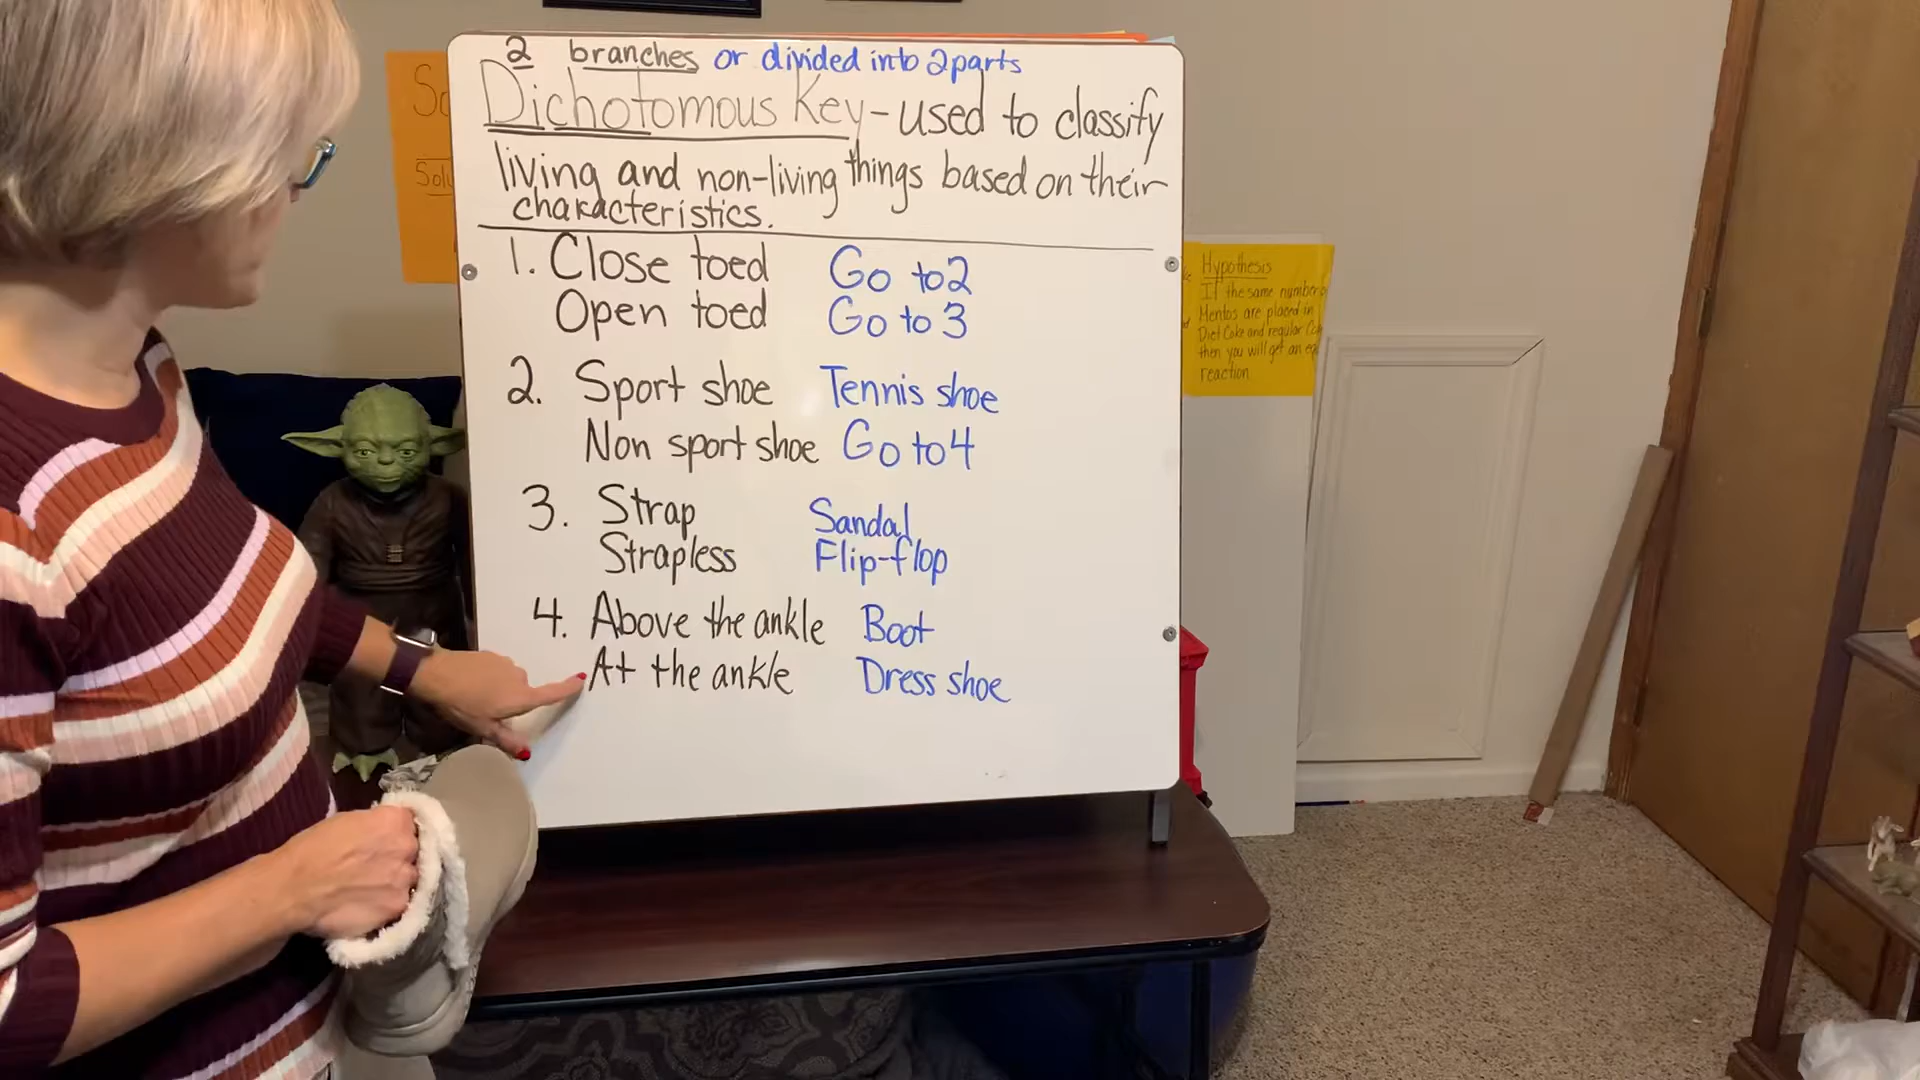 2 branches or divided into 2 parts
Dichotomous Key - used to classify
living and non-living things based on their
characteristics.
1. Close toed Go to 2
Open toed Go to 3
2. Sport shoe Tennis shoe
Non sport shoe Go to 4
3. Strap Sandal
Strapless Flip-flop
4. Above the ankle Boot
At the ankle Dress shoe
Hypothesis
If the same number
Mentos are placed in
Diet Coke and regular
then you will get an
reaction